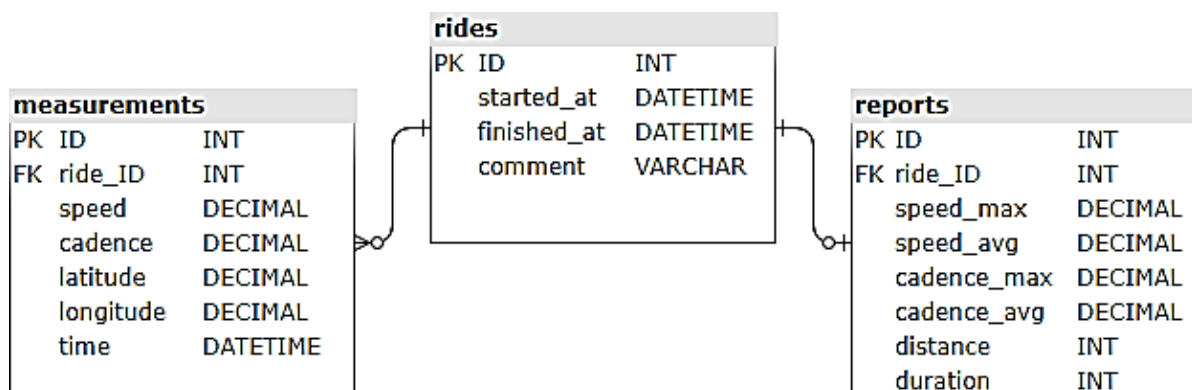 rides
PK ID INT
started_at DATETIME
finished_at DATETIME
comment VARCHAR
measurements
PK ID INT
FK ride_ID INT
speed DECIMAL
cadence DECIMAL
latitude DECIMAL
longitude DECIMAL
time DATETIME
reports
PK ID INT
FK ride_ID INT
speed_max DECIMAL
speed_avg DECIMAL
cadence_max DECIMAL
cadence_avg DECIMAL
distance INT
duration INT